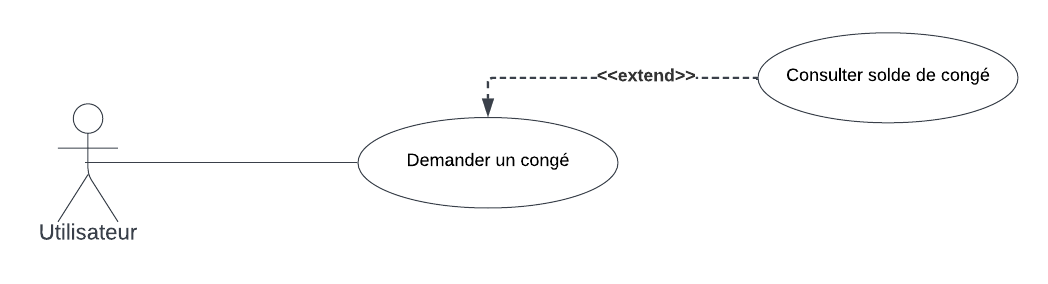 <<extend>>
Consulter solde de congé
Demander un congé
Utilisateur